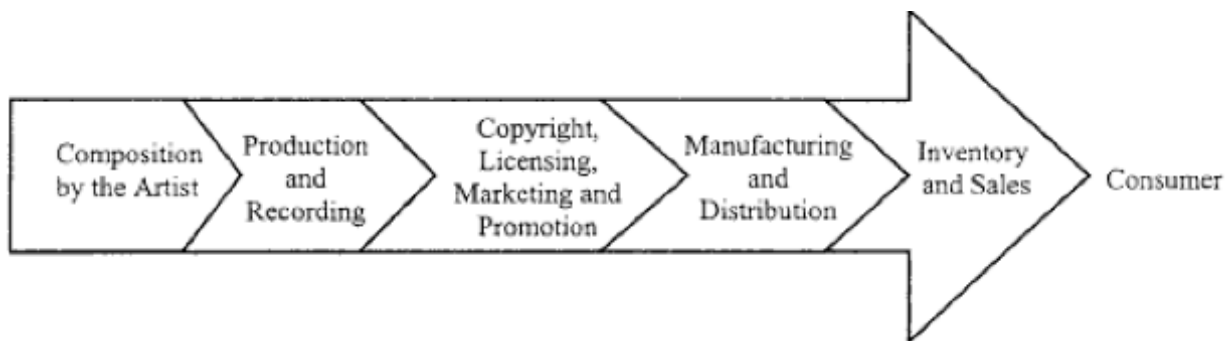 Composition
by the Artist
Production
and
Recording
Copyright,
Licensing,
Marketing and
Promotion
Manufacturing
and
Distribution
Inventory
and Sales
Consumer